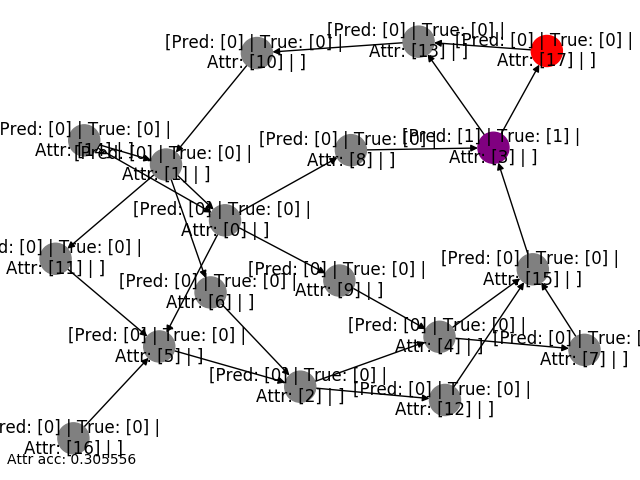 [Pred: [0] | True: [0] |
Attr: [13] | ]
[Pred: [0] | True: [0] |
Attr: [17] | ]
[Pred: [0] | True: [0] |
Attr: [10] | ]
[Pred: [0] | True: [0] |
Attr: [14] | ]
[Pred: [0] | True: [0] |
Attr: [8] | ]
[Pred: [1] | True: [1] |
Attr: [3] | ]
[Pred: [0] | True: [0] |
Attr: [1] | ]
[Pred: [0] | True: [0] |
Attr: [0] | ]
d: [0] | True: [0] |
Attr: [11] | ]
[Pred: [0] | True: [0] |
Attr: [6] | ]
[Pred: [0] | True: [0] |
Attr: [9] | ]
[Pred: [0] | True: [0] |
Attr: [15] | ]
[Pred: [0] | True: [0] |
Attr: [5] | ]
[Pred: [0] | True: [0] |
Attr: [4] | ]
[Pred: [0] | True: [
Attr: [7] | ]
[Pred: [0] | True: [0] |
Attr: [2] | ]
[Pred: [0] | True: [0] |
Attr: [12] | ]
red: [0] | True: [0] |
Attr: [16] | ]
Attr acc: 0.305556